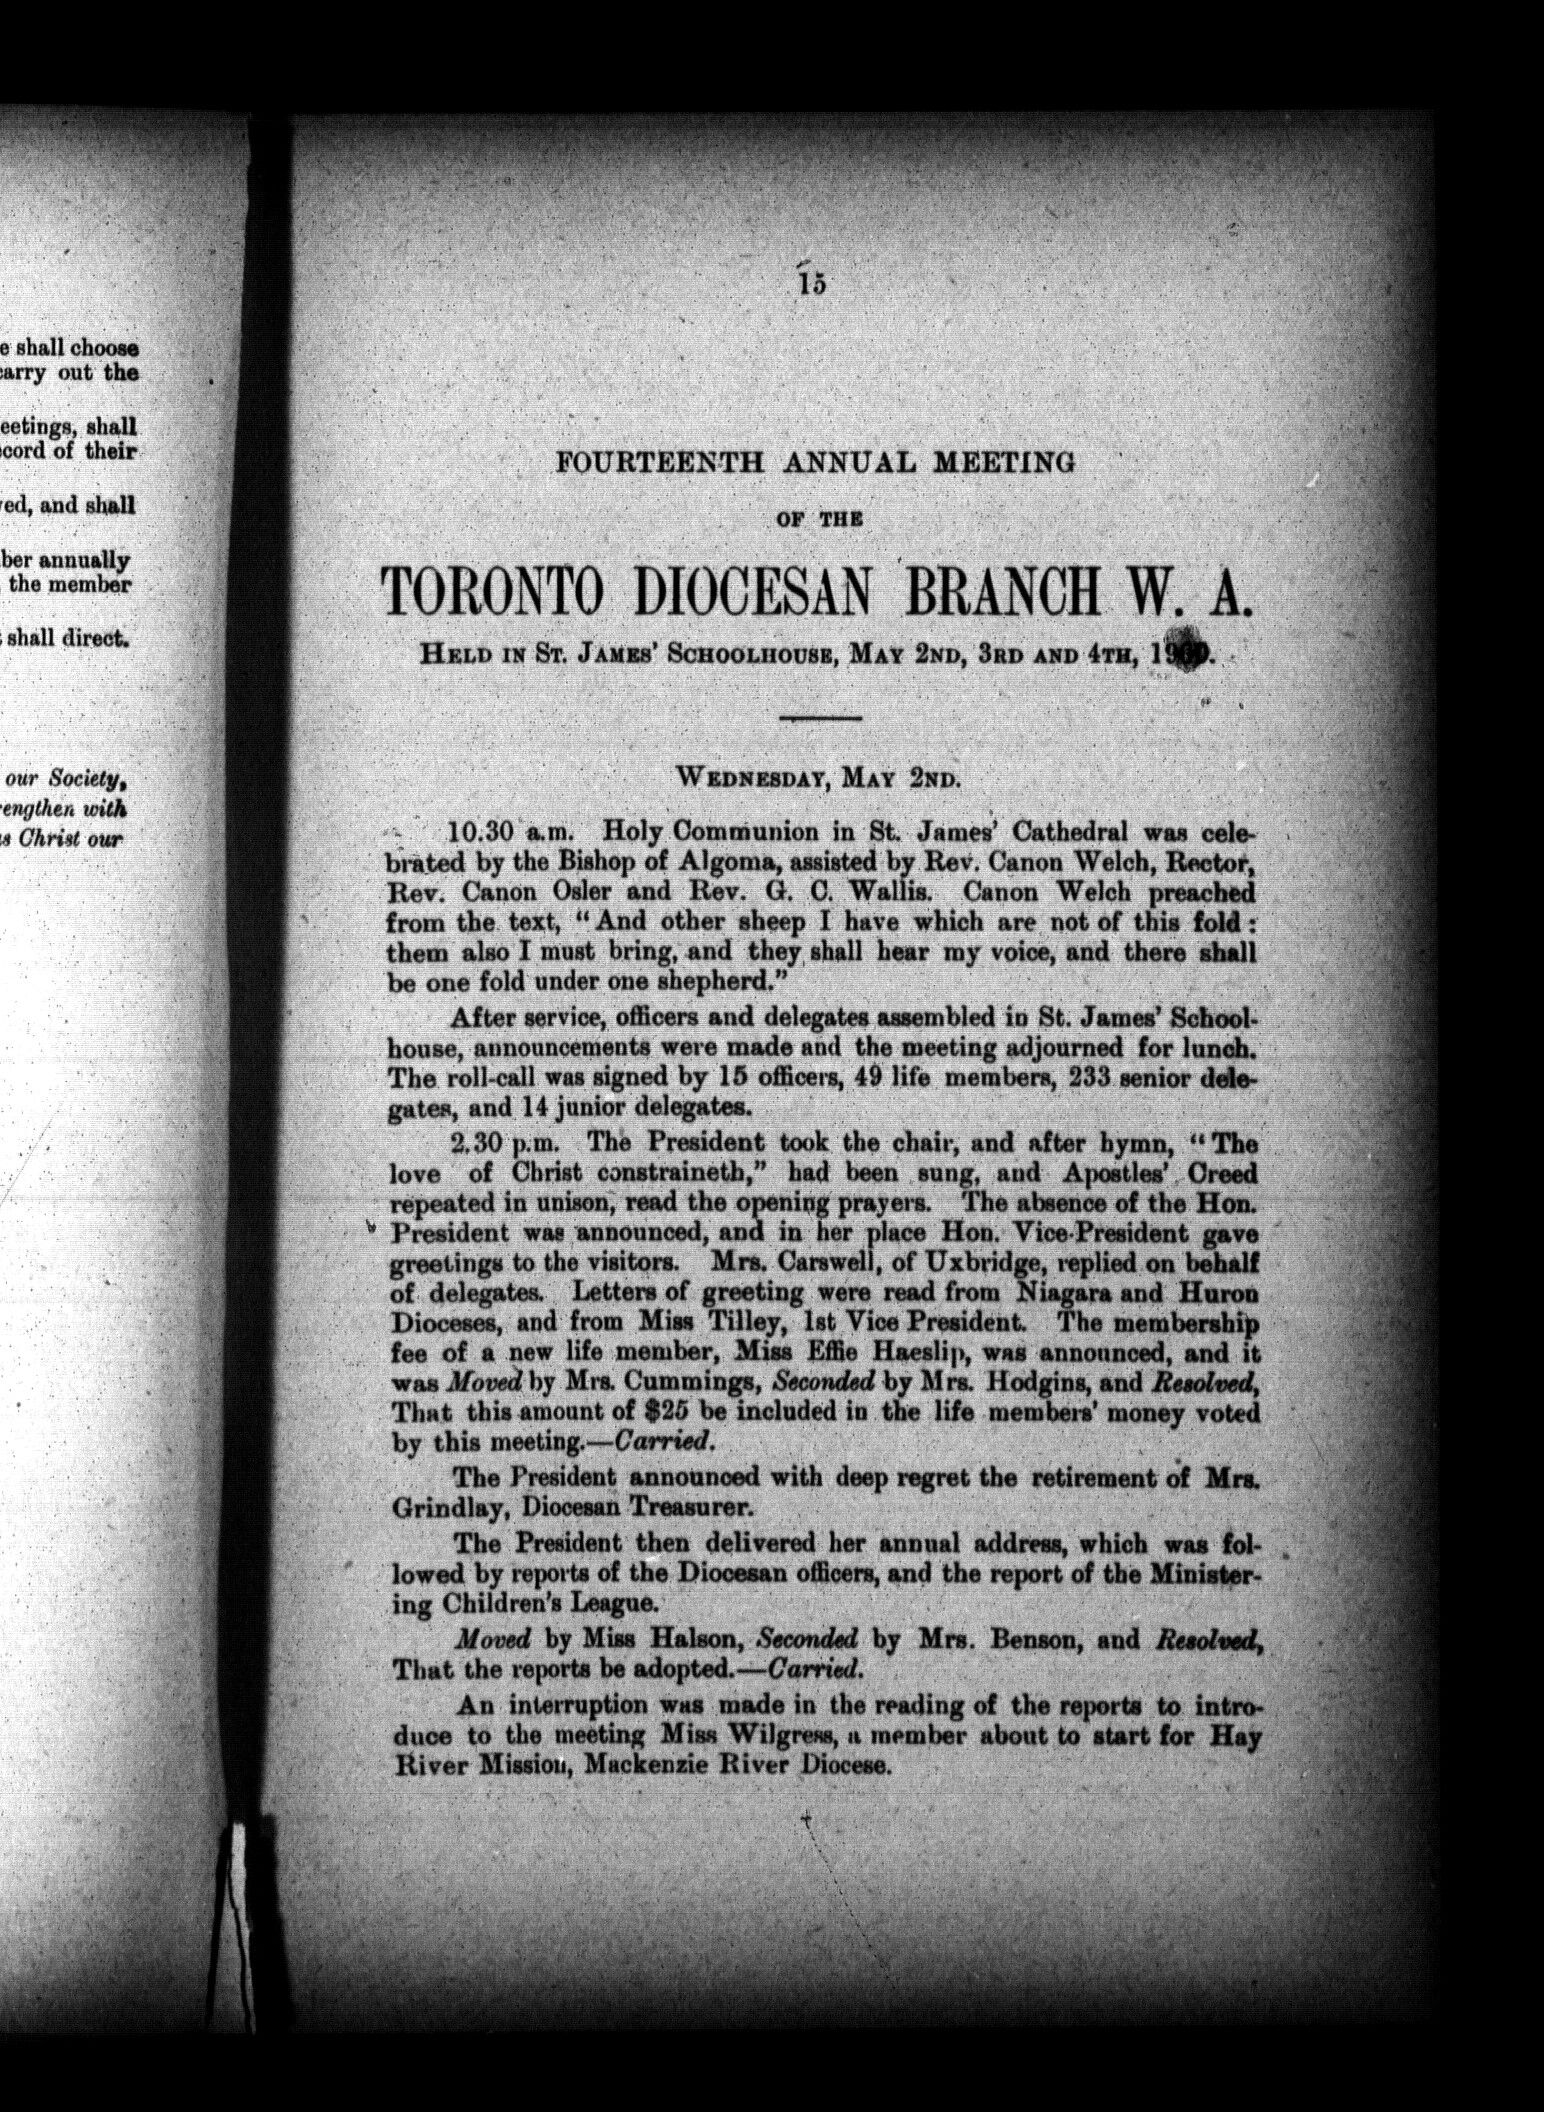 e shall choose
carry out the
eetings, shall
cord of their
ed, and shall
ber annually
the member
shall direct.
our Society,
rengthen with
s Christ our
15
FOURTEENTH ANNUAL MEETING
OF THE
TORONTO DIOCESAN BRANCH W. A.
HELD IN ST. JAMES' SCHOOLHOUSE, MAY 2ND, 3RD AND 4TH, 1900.
WEDNESDAY, MAY 2ND.
10.30 a.m. Holy Communion in St. James' Cathedral was cele-
brated by the Bishop of Algoma, assisted by Rev. Canon Welch, Rector,
Rev. Canon Osler and Rev. G. C. Wallis. Canon Welch preached
from the text, "And other sheep I have which are not of this fold:
them also I must bring, and they shall hear my voice, and there shall
be one fold under one shepherd."
After service, officers and delegates assembled in St. James' School-
house, announcements were made and the meeting adjourned for lunch.
The roll-call was signed by 15 officers, 49 life members, 233 senior dele-
gates, and 14 junior delegates.
2.30 p.m. The President took the chair, and after hymn, "The
love of Christ constraineth," had been sung, and Apostles' Creed
repeated in unison, read the opening prayers. The absence of the Hon.
President was announced, and in her place Hon. Vice-President gave
greetings to the visitors. Mrs. Carswell, of Uxbridge, replied on behalf
of delegates. Letters of greeting were read from Niagara and Huron
Dioceses, and from Miss Tilley, 1st Vice President. The membership
fee of a new life member, Miss Effie Haeslip, was announced, and it
was Moved by Mrs. Cummings, Seconded by Mrs. Hodgins, and Resolved,
That this amount of $25 be included in the life members' money voted
by this meeting.—Carried.
The President announced with deep regret the retirement of Mrs.
Grindlay, Diocesan Treasurer.
The President then delivered her annual address, which was fol-
lowed by reports of the Diocesan officers, and the report of the Minister-
ing Children's League.
Moved by Miss Halson, Seconded by Mrs. Benson, and Resolved,
That the reports be adopted.—Carried.
An interruption was made in the reading of the reports to intro-
duce to the meeting Miss Wilgress, a member about to start for Hay
River Mission, Mackenzie River Diocese.